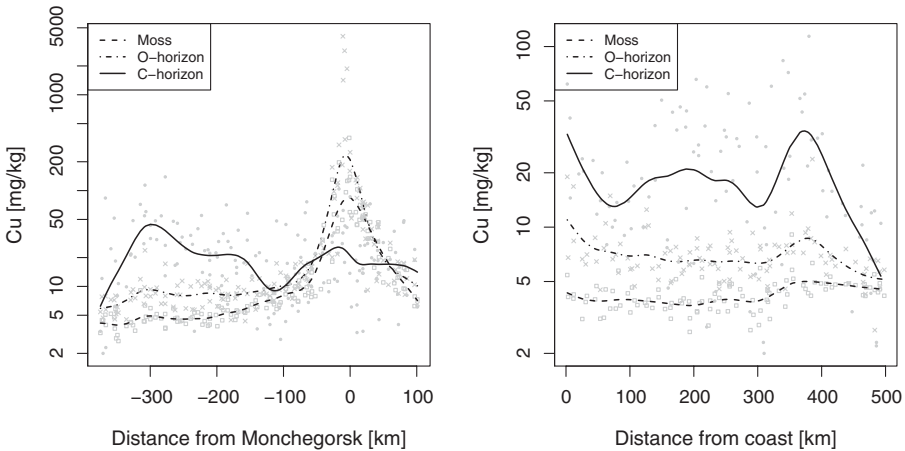 Moss
O−horizon
C−horizon
5000
1000
200
50
20
10
5
2
Cu [mg/kg]
−300
−200
−100
0
100
Distance from Monchegorsk [km]
Moss
O−horizon
C−horizon
100
50
20
10
5
2
Cu [mg/kg]
0
100
200
300
400
500
Distance from coast [km]